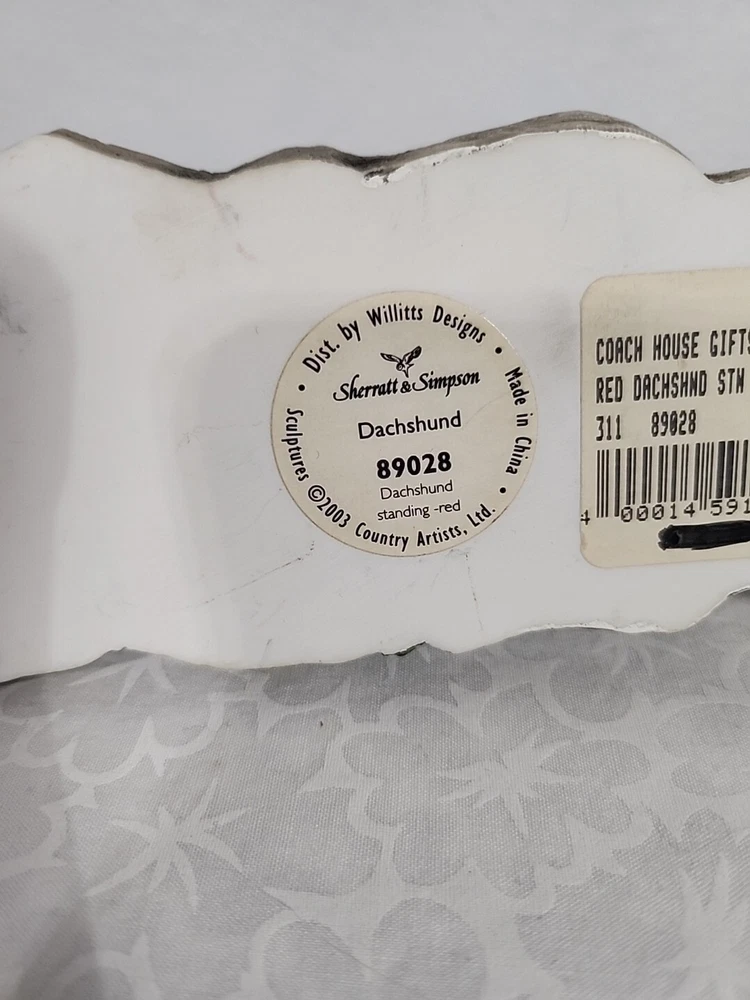 • Dist. by Willitts Designs •
Made in China •
Sculptures ©2003 Country Artists, Ltd.
Sherratt & Simpson
Dachshund
89028
Dachshund
standing -red
COACH HOUSE GIFTS
RED DACHSHND STN
311 89028
4 00014 591